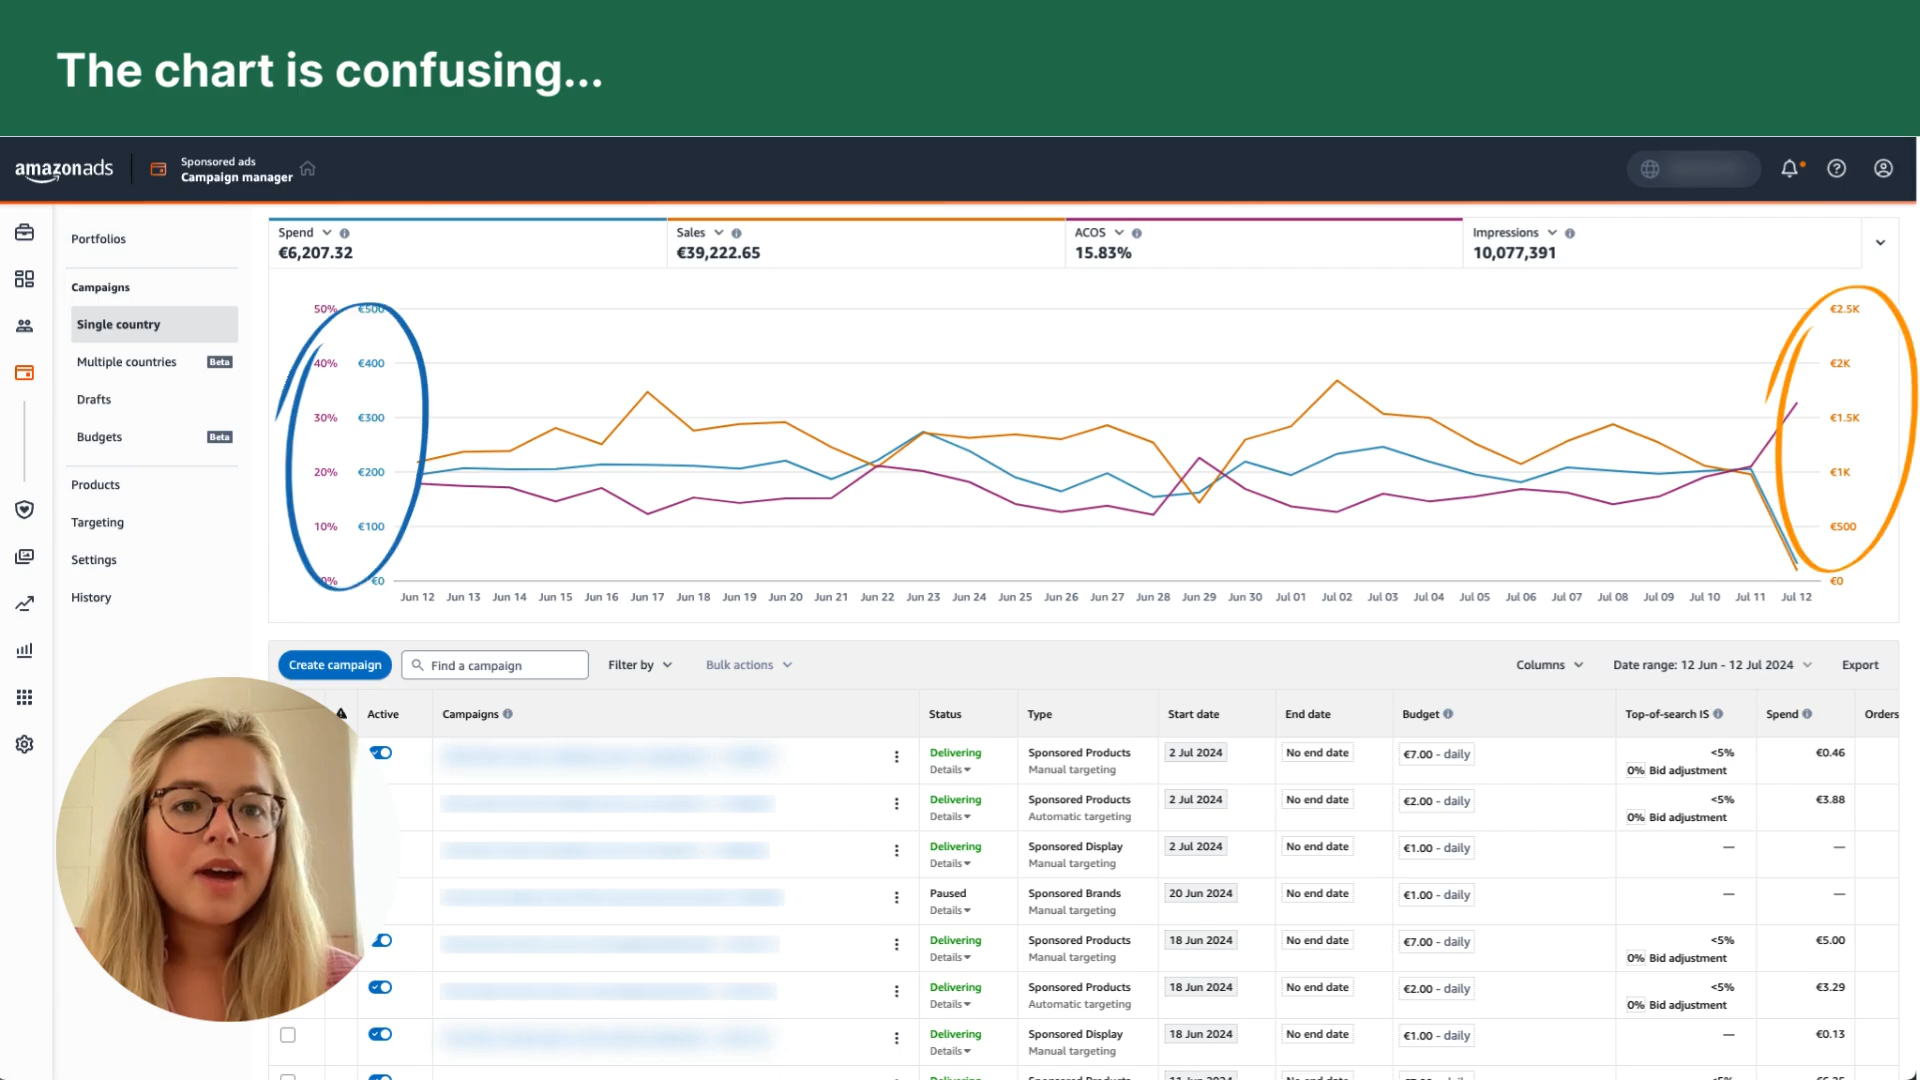 The chart is confusing...
amazonads
Sponsored ads
Campaign manager
Portfolios
Campaigns
Single country
Multiple countries Beta
Drafts
Budgets Beta
Products
Targeting
Settings
History
Spend
€6,207.32
Sales
€39,222.65
ACOS
15.83%
Impressions
10,077,391
50% €500 €2.5K
40% €400 €2K
30% €300 €1.5K
20% €200 €1K
10% €100 €500
0% €0 €0
Jun 12 Jun 13 Jun 14 Jun 15 Jun 16 Jun 17 Jun 18 Jun 19 Jun 20 Jun 21 Jun 22 Jun 23 Jun 24 Jun 25 Jun 26 Jun 27 Jun 28 Jun 29 Jun 30 Jul 01 Jul 02 Jul 03 Jul 04 Jul 05 Jul 06 Jul 07 Jul 08 Jul 09 Jul 10 Jul 11 Jul 12
Create campaign Find a campaign Filter by Bulk actions Columns Date range: 12 Jun - 12 Jul 2024 Export
Active Campaigns Status Type Start date End date Budget Top-of-search IS Spend Orders
Delivering Sponsored Products 2 Jul 2024 No end date €7.00 - daily <5% €0.46
Details Manual targeting 0% Bid adjustment
Delivering Sponsored Products 2 Jul 2024 No end date €2.00 - daily <5% €3.88
Details Automatic targeting 0% Bid adjustment
Delivering Sponsored Display 2 Jul 2024 No end date €1.00 - daily — —
Details Manual targeting
Paused Sponsored Brands 20 Jun 2024 No end date €1.00 - daily — —
Details Manual targeting
Delivering Sponsored Products 18 Jun 2024 No end date €7.00 - daily <5% €5.00
Details Manual targeting 0% Bid adjustment
Delivering Sponsored Products 18 Jun 2024 No end date €2.00 - daily <5% €3.29
Details Automatic targeting 0% Bid adjustment
Delivering Sponsored Display 18 Jun 2024 No end date €1.00 - daily — €0.13
Details Manual targeting